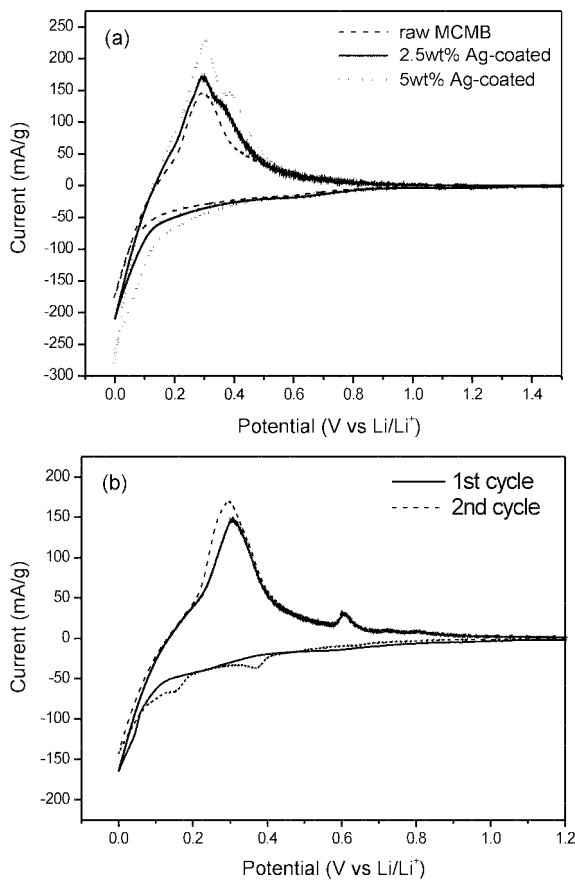 (a)
raw MCMB
2.5wt% Ag-coated
5wt% Ag-coated
250
200
150
100
50
0
-50
-100
-150
-200
-250
-300
Current (mA/g)
0.0 0.2 0.4 0.6 0.8 1.0 1.2 1.4
Potential (V vs Li/Li⁺)
(b)
1st cycle
2nd cycle
200
150
100
50
0
-50
-100
-150
-200
Current (mA/g)
0.0 0.2 0.4 0.6 0.8 1.0 1.2
Potential (V vs Li/Li⁺)